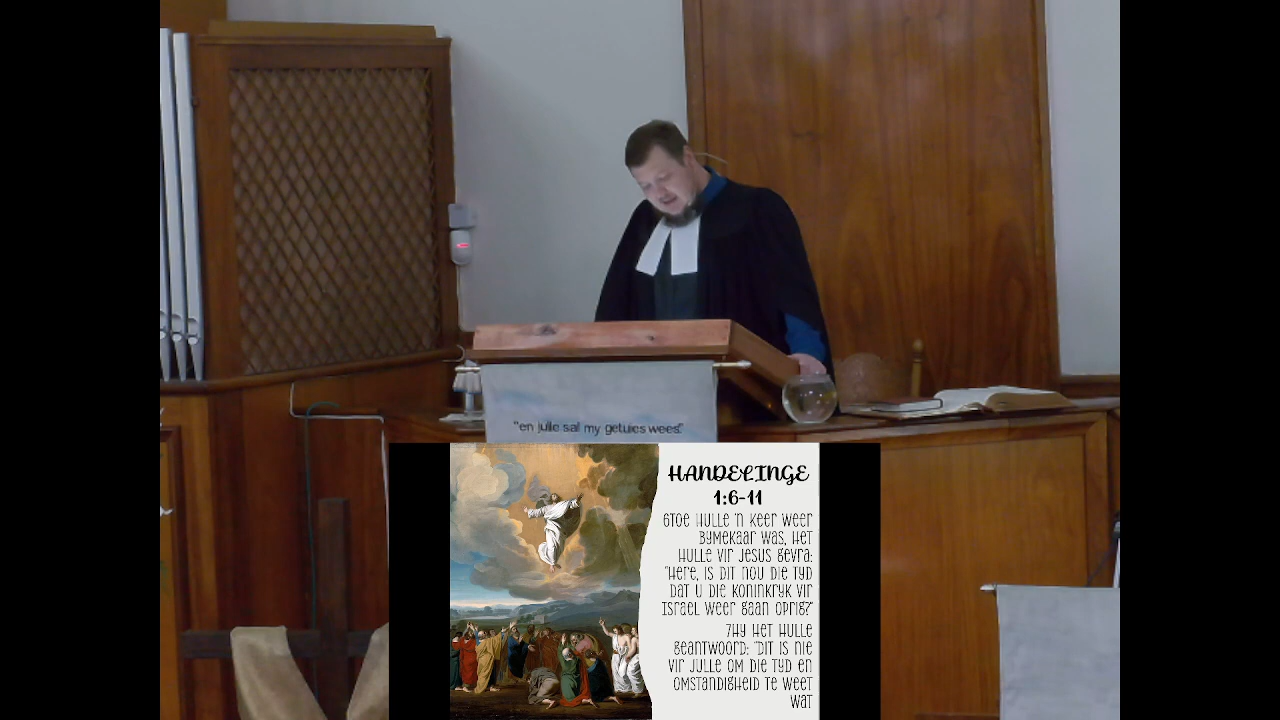 "en julle sal my getuies wees"
HANDELINGE
1:6-11
6Toe hulle 'n keer weer
bymekaar was, het
hulle vir Jesus gevra:
"Here, is dit nou die tyd
dat U die koninkryk vir
Israel weer gaan oprig?"
7Hy het hulle
geantwoord: "Dit is nie
vir julle om die tyd en
omstandigheid te weet
wat